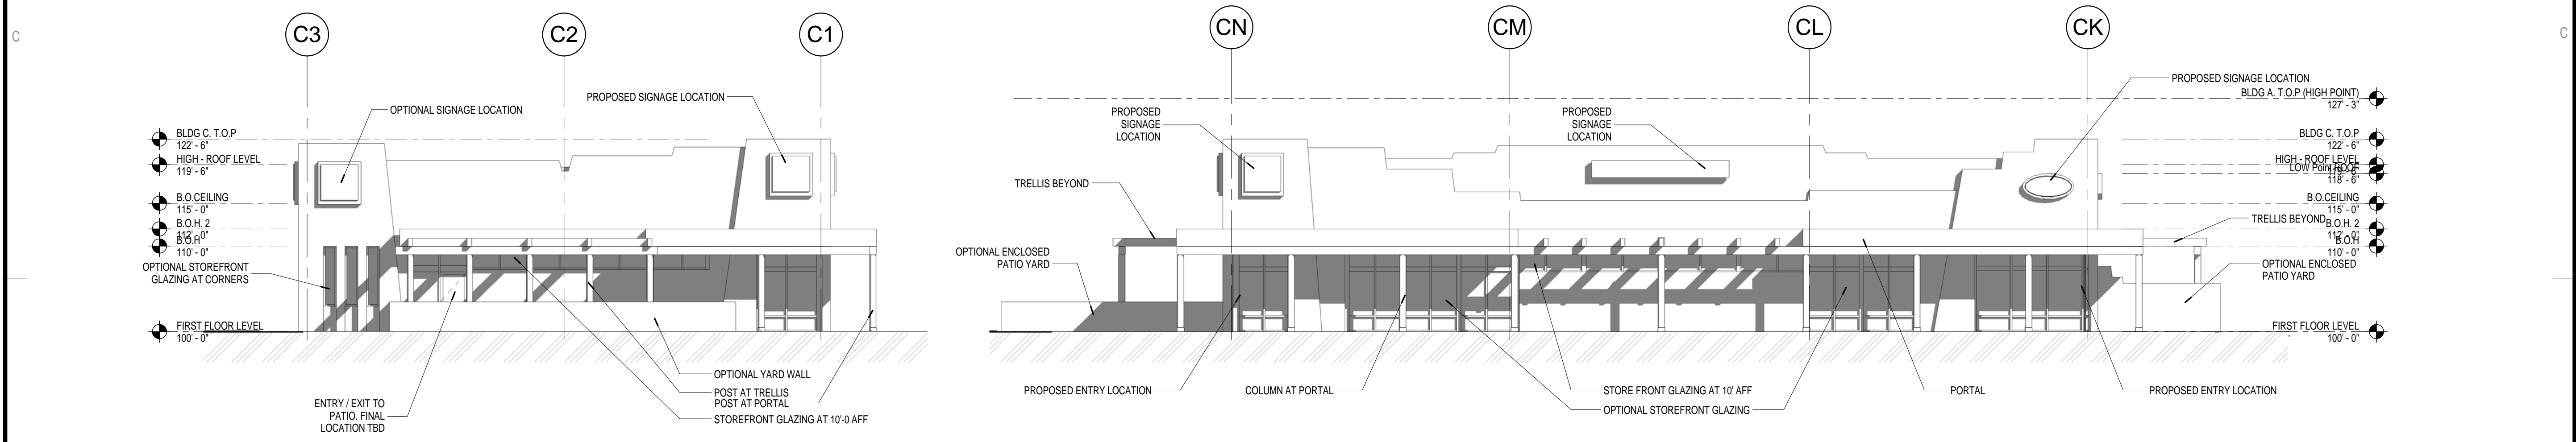 C
C3
C2
C1
OPTIONAL SIGNAGE LOCATION
PROPOSED SIGNAGE LOCATION
BLDG C. T.O.P
122' - 6"
HIGH - ROOF LEVEL
119' - 6"
B.O.CEILING
115' - 0"
B.O.H. 2
112' - 0"
B.O.H
110' - 0"
OPTIONAL STOREFRONT
GLAZING AT CORNERS
FIRST FLOOR LEVEL
100' - 0"
ENTRY / EXIT TO
PATIO. FINAL
LOCATION TBD
OPTIONAL YARD WALL
POST AT TRELLIS
POST AT PORTAL
STOREFRONT GLAZING AT 10'-0 AFF
CN
CM
CL
CK
PROPOSED
SIGNAGE
LOCATION
PROPOSED
SIGNAGE
LOCATION
PROPOSED SIGNAGE LOCATION
BLDG A. T.O.P (HIGH POINT)
127' - 3"
BLDG C. T.O.P
122' - 6"
HIGH - ROOF LEVEL
LOW Point ROOF
118' - 6"
B.O.CEILING
115' - 0"
TRELLIS BEYOND
B.O.H. 2
112' - 0"
B.O.H
110' - 0"
OPTIONAL ENCLOSED
PATIO YARD
FIRST FLOOR LEVEL
100' - 0"
TRELLIS BEYOND
OPTIONAL ENCLOSED
PATIO YARD
PROPOSED ENTRY LOCATION
COLUMN AT PORTAL
STORE FRONT GLAZING AT 10' AFF
OPTIONAL STOREFRONT GLAZING
PORTAL
PROPOSED ENTRY LOCATION
C